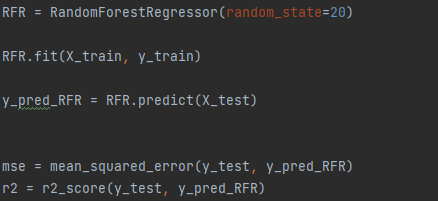 RFR = RandomForestRegressor(random_state=20)
RFR.fit(X_train, y_train)
y_pred_RFR = RFR.predict(X_test)
mse = mean_squared_error(y_test, y_pred_RFR)
r2 = r2_score(y_test, y_pred_RFR)